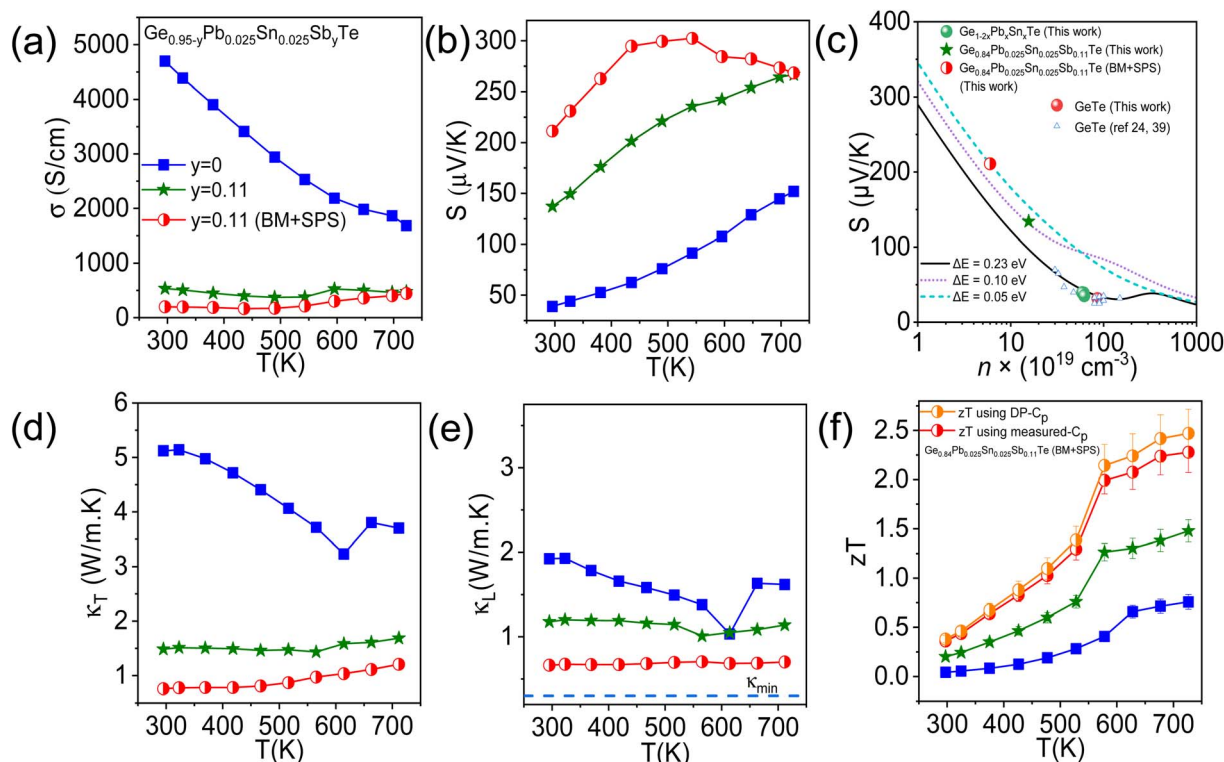 (a)
Ge0.95-yPb0.025Sn0.025SbyTe
5000
4000
3000
2000
1000
0
σ (S/cm)
y=0
y=0.11
y=0.11 (BM+SPS)
300 400 500 600 700
T(K)
(b)
300
250
200
150
100
50
S (μV/K)
300 400 500 600 700
T(K)
(c)
Ge1-2xPbxSnxTe (This work)
Ge0.84Pb0.025Sn0.025Sb0.11Te (This work)
Ge0.84Pb0.025Sn0.025Sb0.11Te (BM+SPS)
(This work)
GeTe (This work)
GeTe (ref 24, 39)
400
300
200
100
0
S (μV/K)
ΔE = 0.23 eV
ΔE = 0.10 eV
ΔE = 0.05 eV
1 10 100 1000
n × (10^19 cm^-3)
(d)
6
5
4
3
2
1
κT (W/m.K)
300 400 500 600 700
T(K)
(e)
3
2
1
κL(W/m.K)
κmin
300 400 500 600 700
T(K)
(f)
zT using DP-Cp
zT using measured-Cp
Ge0.84Pb0.025Sn0.025Sb0.11Te (BM+SPS)
2.5
2.0
1.5
1.0
0.5
0.0
zT
300 400 500 600 700
T(K)